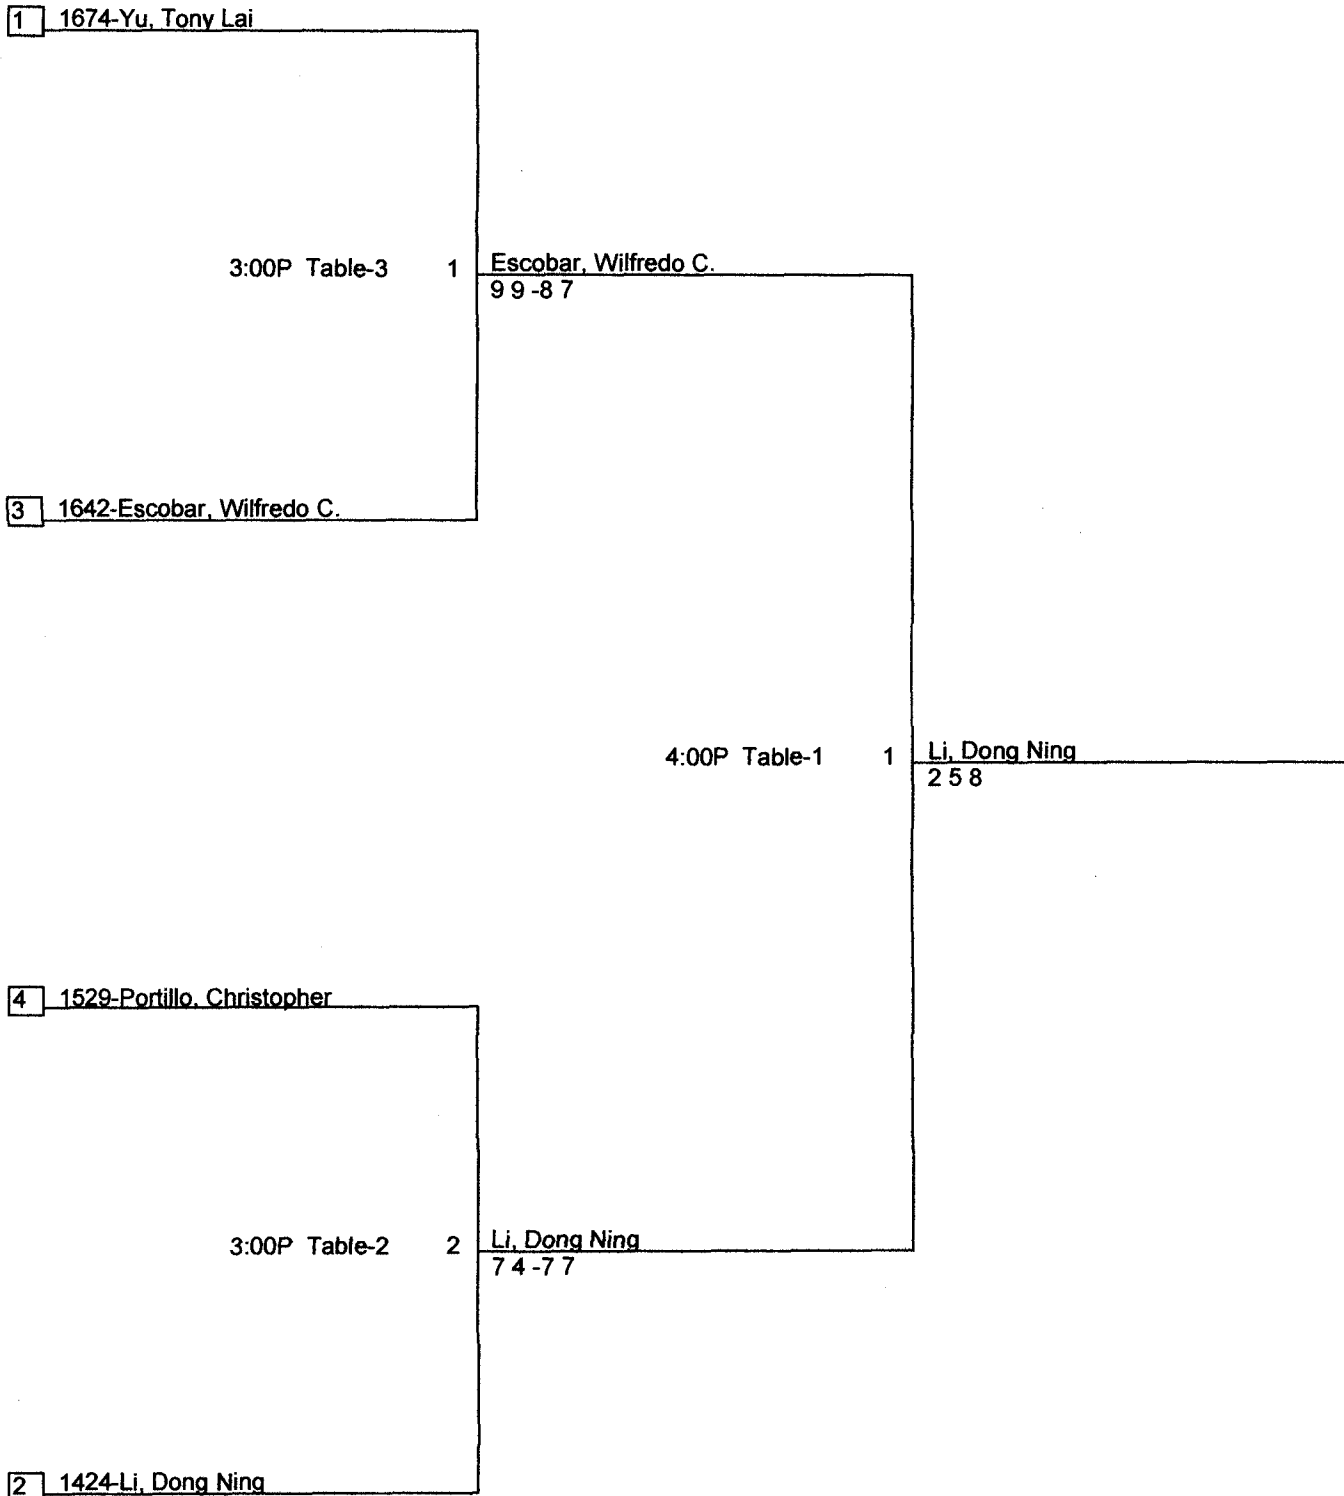 1 1674-Yu, Tony Lai
3:00P Table-3 1 Escobar, Wilfredo C.
9 9 -8 7
3 1642-Escobar, Wilfredo C.
4:00P Table-1 1 Li, Dong Ning
2 5 8
4 1529-Portillo, Christopher
3:00P Table-2 2 Li, Dong Ning
7 4 -7 7
2 1424-Li, Dong Ning